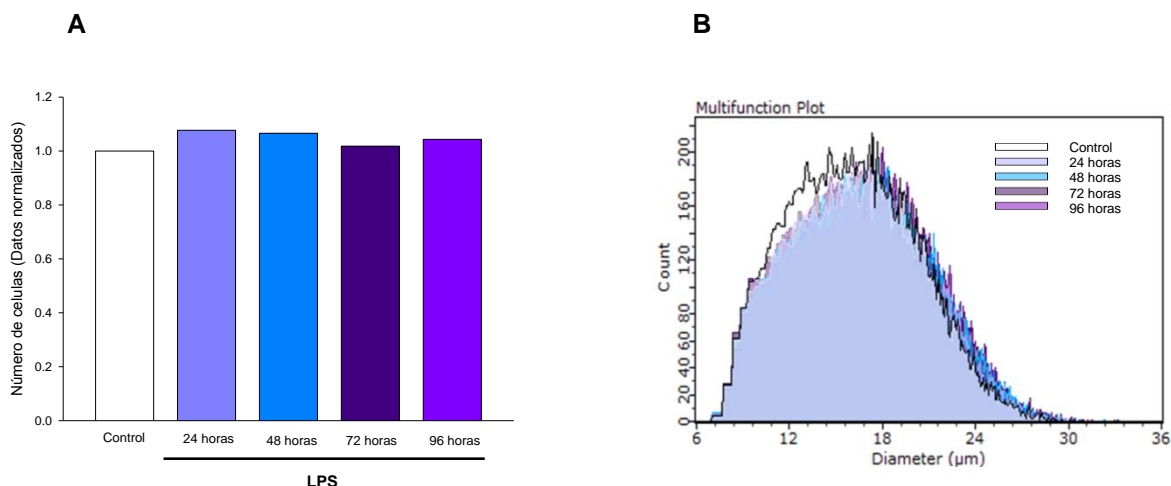 A
Número de celulas (Datos normalizados)
1.2
1.0
0.8
0.6
0.4
0.2
0.0
Control
24 horas
48 horas
72 horas
96 horas
LPS
B
Multifunction Plot
Count
200
160
120
80
60
40
20
0
Control
24 horas
48 horas
72 horas
96 horas
6
12
18
24
30
36
Diameter (µm)